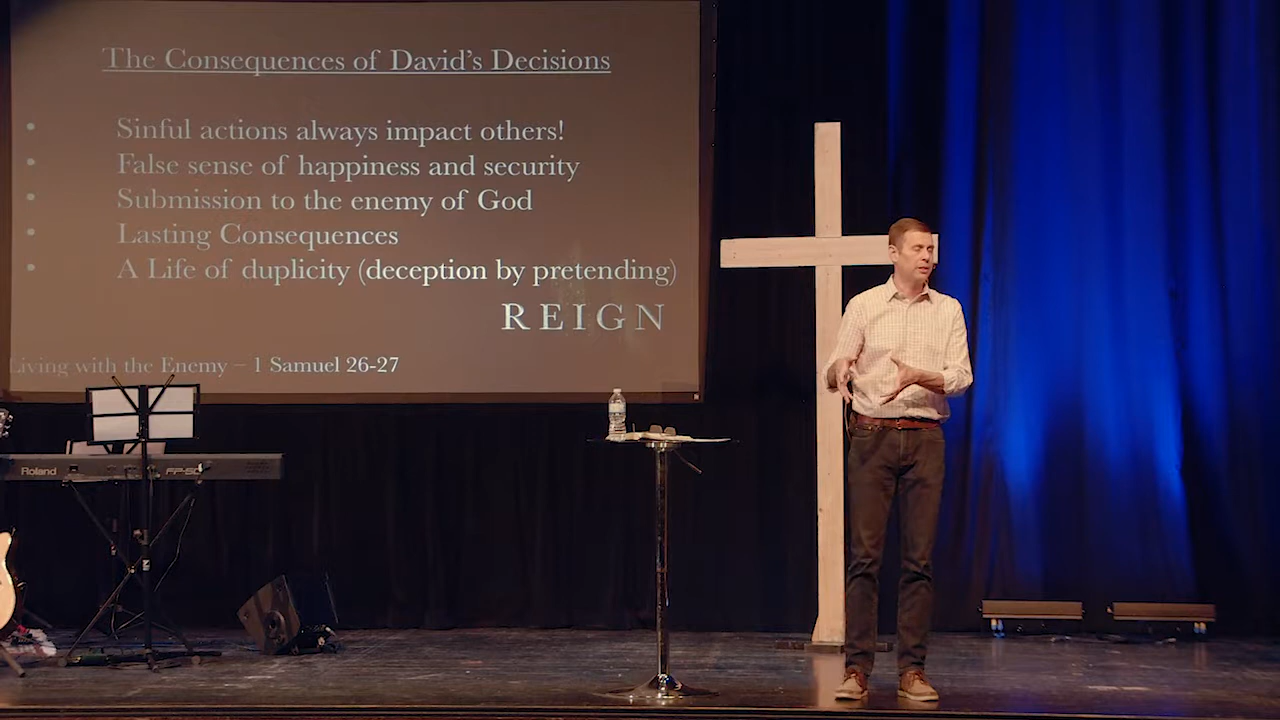 The Consequences of David's Decisions
• Sinful actions always impact others!
• False sense of happiness and security
• Submission to the enemy of God
• Lasting Consequences
• A Life of duplicity (deception by pretending)
REIGN
Living with the Enemy – 1 Samuel 26-27
Roland